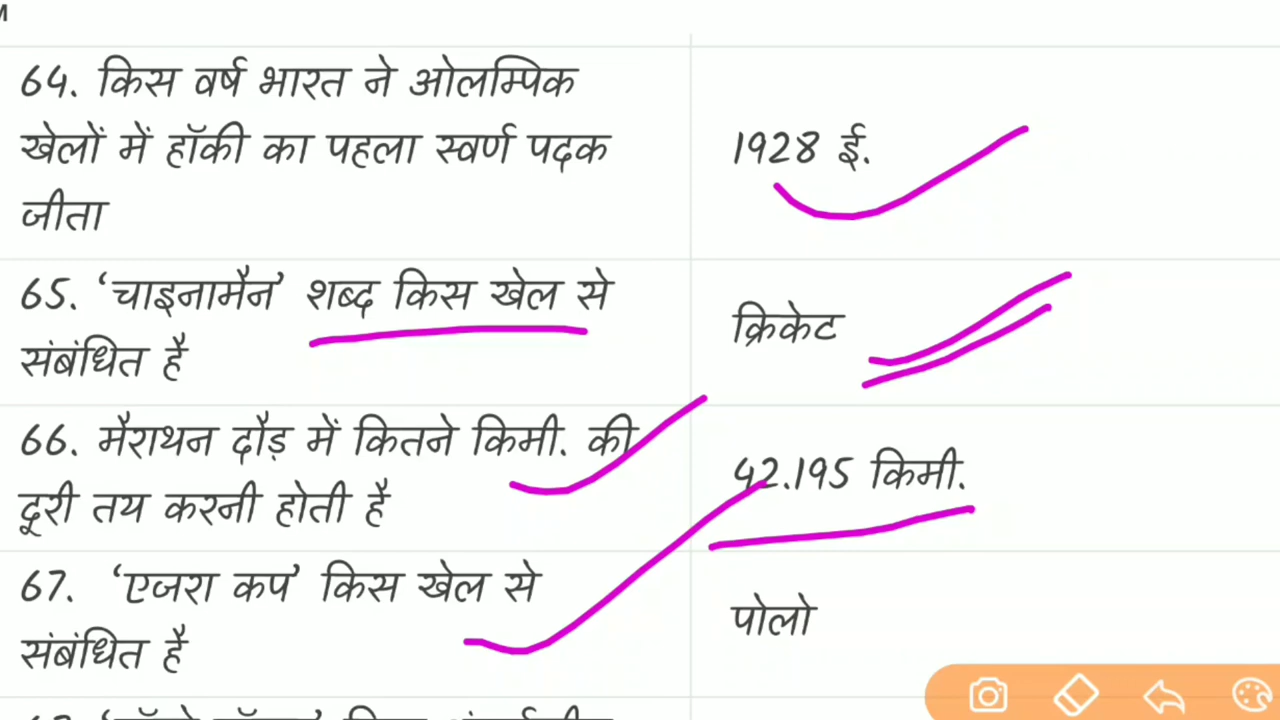 M
64. किस वर्ष भारत ने ओलम्पिक
खेलों में हॉकी का पहला स्वर्ण पदक
जीता
1928 ई.
65. ‘चाइनामैन’ शब्द किस खेल से
संबंधित है
क्रिकेट
66. मैराथन दौड़ में कितने किमी. की
दूरी तय करनी होती है
42.195 किमी.
67. ‘एजरा कप’ किस खेल से
संबंधित है
पोलो